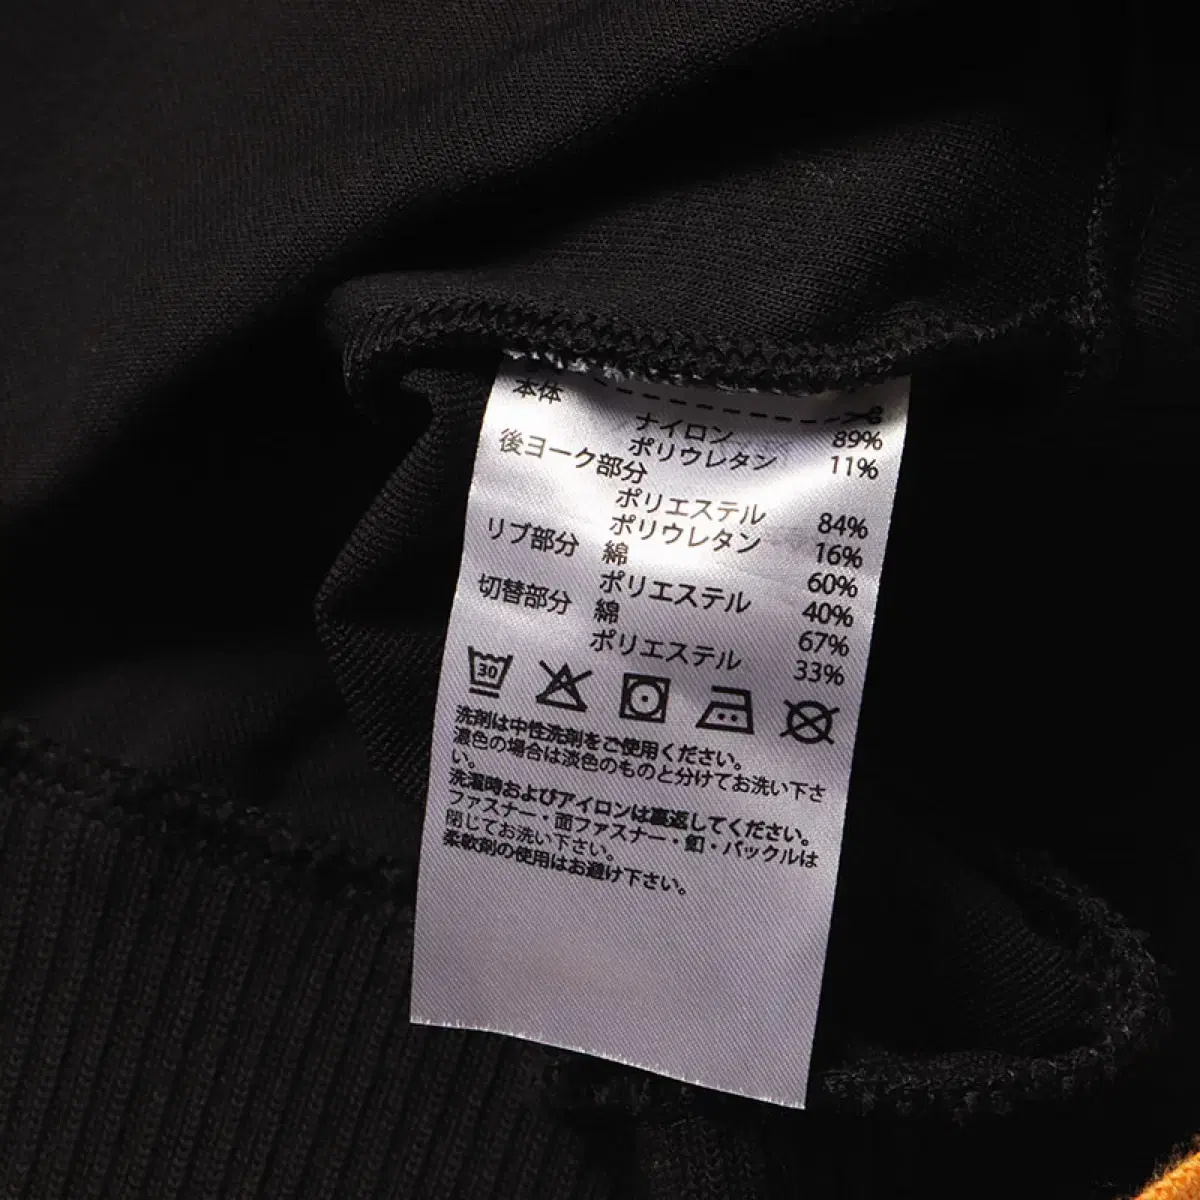 本体
ナイロン 89%
ポリウレタン 11%
後ヨーク部分
ポリエステル 84%
ポリウレタン 16%
リブ部分 綿 60%
ポリエステル 40%
切替部分 綿 67%
ポリエステル 33%
30
洗剤は中性洗剤をご使用ください。
濃色の場合は淡色のものと分けてお洗い下さ
い。
洗濯時およびアイロンは裏返してください。
ファスナー・面ファスナー・釦・バックルは
閉じてお洗い下さい。
柔軟剤の使用はお避け下さい。